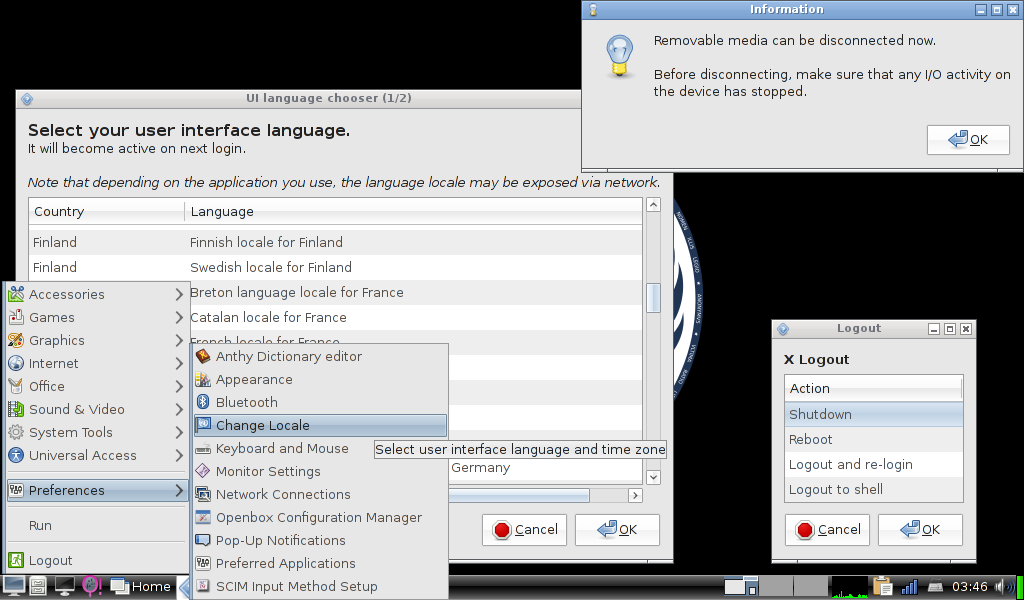 Information
Removable media can be disconnected now.
Before disconnecting, make sure that any I/O activity on
the device has stopped.
OK
UI language chooser (1/2)
Select your user interface language.
It will become active on next login.
Note that depending on the application you use, the language locale may be exposed via network.
Country Language
Finland Finnish locale for Finland
Finland Swedish locale for Finland
Breton language locale for France
Catalan locale for France
French locale for France
Germany
Cancel OK
Accessories
Games
Graphics
Internet
Office
Sound & Video
System Tools
Universal Access
Preferences
Run
Logout
Anthy Dictionary editor
Appearance
Bluetooth
Change Locale
Keyboard and Mouse
Monitor Settings
Network Connections
Openbox Configuration Manager
Pop-Up Notifications
Preferred Applications
SCIM Input Method Setup
Select user interface language and time zone
Logout
X Logout
Action
Shutdown
Reboot
Logout and re-login
Logout to shell
Cancel OK
Home
03:46